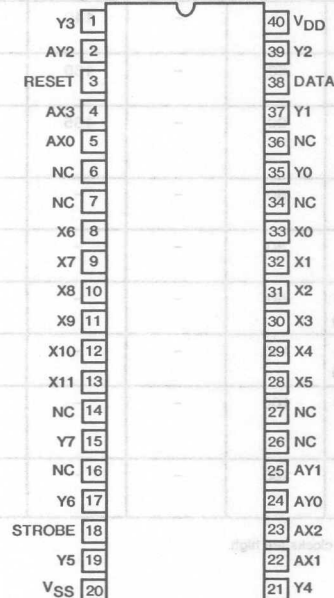 Y3 1 40 VDD
AY2 2 39 Y2
RESET 3 38 DATA
AX3 4 37 Y1
AX0 5 36 NC
NC 6 35 Y0
NC 7 34 NC
X6 8 33 X0
X7 9 32 X1
X8 10 31 X2
X9 11 30 X3
X10 12 29 X4
X11 13 28 X5
NC 14 27 NC
Y7 15 26 NC
NC 16 25 AY1
Y6 17 24 AY0
STROBE 18 23 AX2
Y5 19 22 AX1
VSS 20 21 Y4